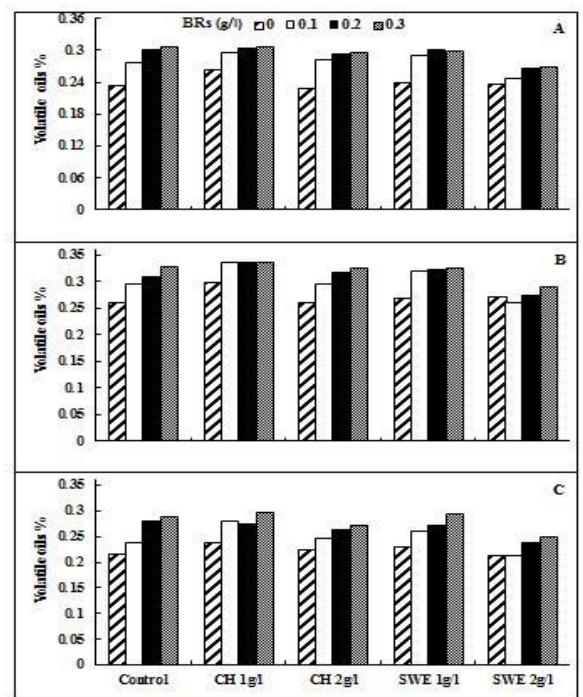 BRs (g/l) 0 0.1 0.2 0.3
A
Volatile oils %
0.36
0.3
0.24
0.18
0.12
0.06
0
B
Volatile oils %
0.35
0.3
0.25
0.2
0.15
0.1
0.05
0
C
Volatile oils %
0.35
0.3
0.25
0.2
0.15
0.1
0.05
0
Control CH 1g/l CH 2g/l SWE 1g/l SWE 2g/l